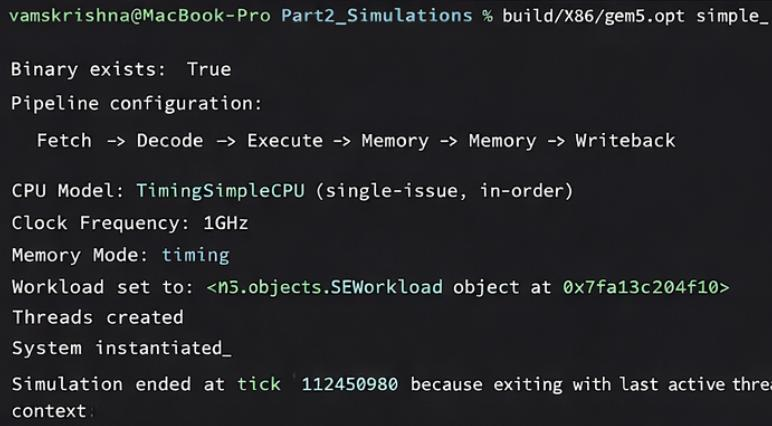 vamskrishna@MacBook-Pro Part2_Simulations % build/X86/gem5.opt simple_
Binary exists: True
Pipeline configuration:
Fetch -> Decode -> Execute -> Memory -> Memory -> Writeback
CPU Model: TimingSimpleCPU (single-issue, in-order)
Clock Frequency: 1GHz
Memory Mode: timing
Workload set to: <m5.objects.SEWorkload object at 0x7fa13c204f10>
Threads created
System instantiated_
Simulation ended at tick 112450980 because exiting with last active threa
context